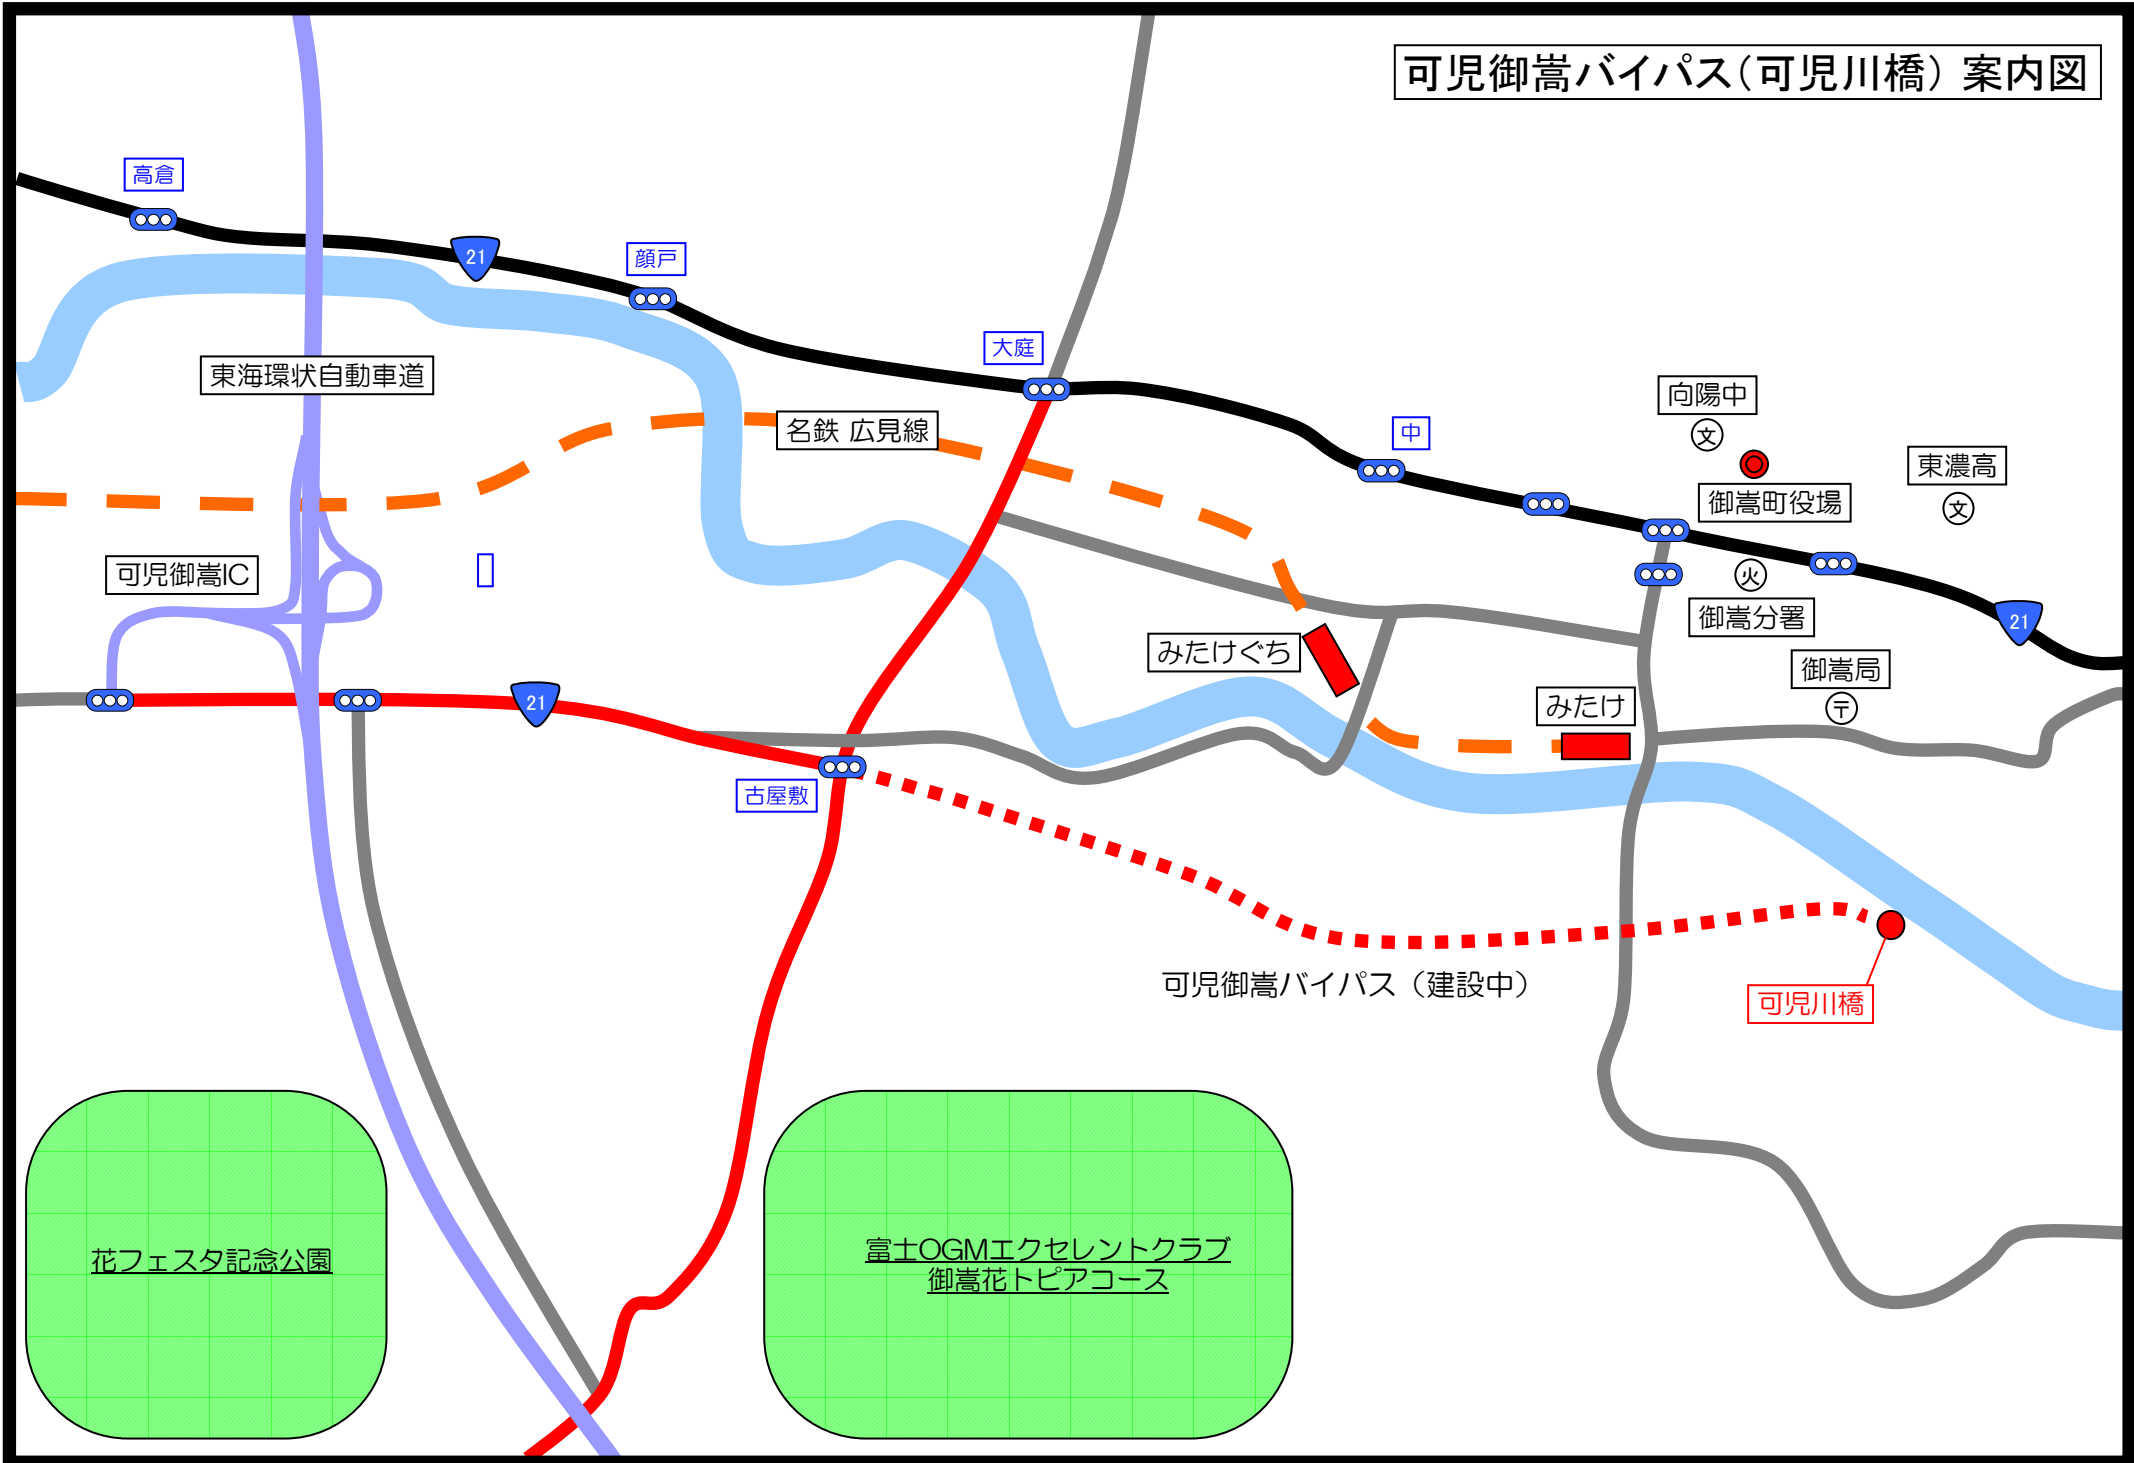 可児御嵩バイパス（可児川橋） 案内図
高倉
21
顔戸
大庭
東海環状自動車道
名鉄 広見線
中
向陽中
文
御嵩町役場
東濃高
文
可児御嵩IC
火
御嵩分署
21
みたけぐち
御嵩局
〒
みたけ
21
古屋敷
可児御嵩バイパス（建設中）
可児川橋
花フェスタ記念公園
富士OGMエクセレントクラブ
御嵩花トピアコース